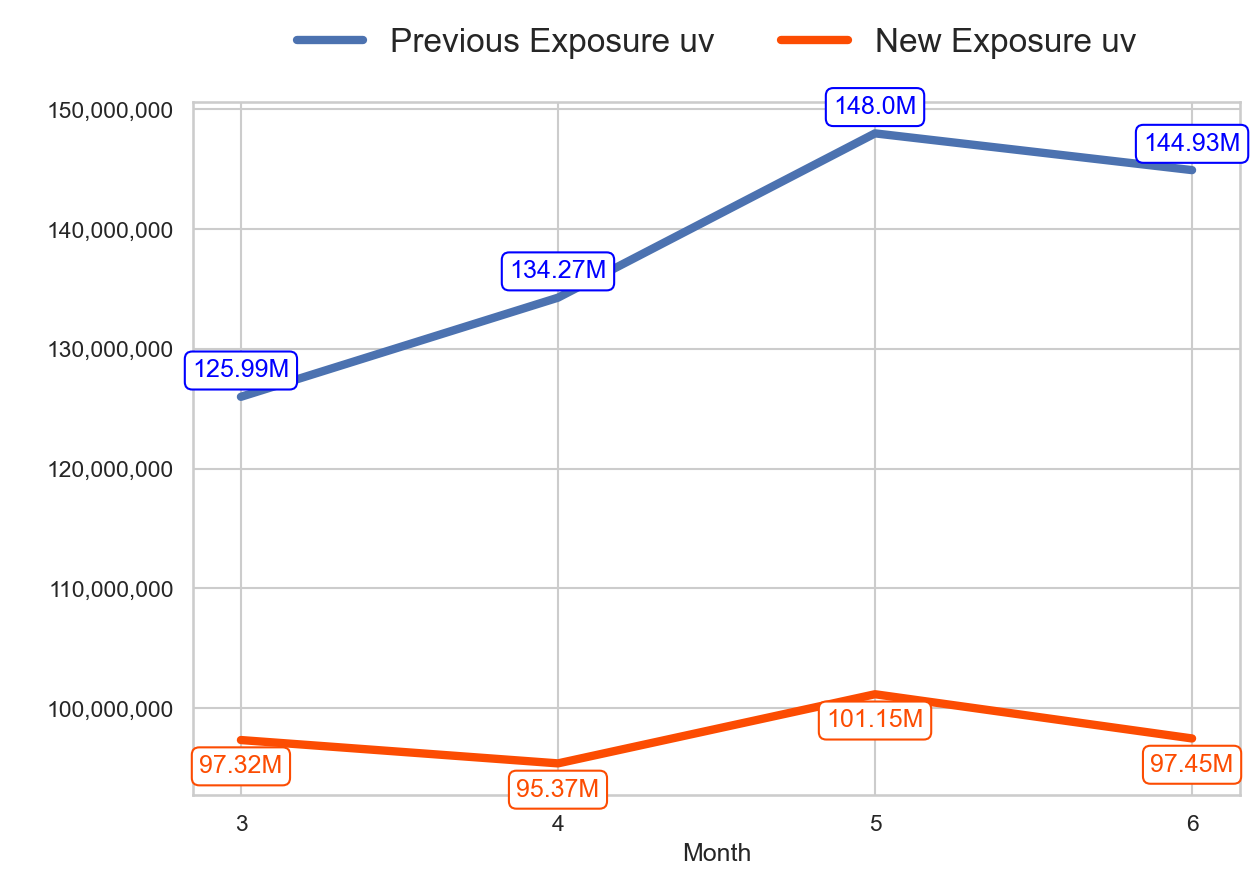 Previous Exposure uv New Exposure uv
150,000,000
148.0M
144.93M
140,000,000
134.27M
130,000,000
125.99M
120,000,000
110,000,000
100,000,000
101.15M
97.32M
97.45M
95.37M
3 4 5 6
Month